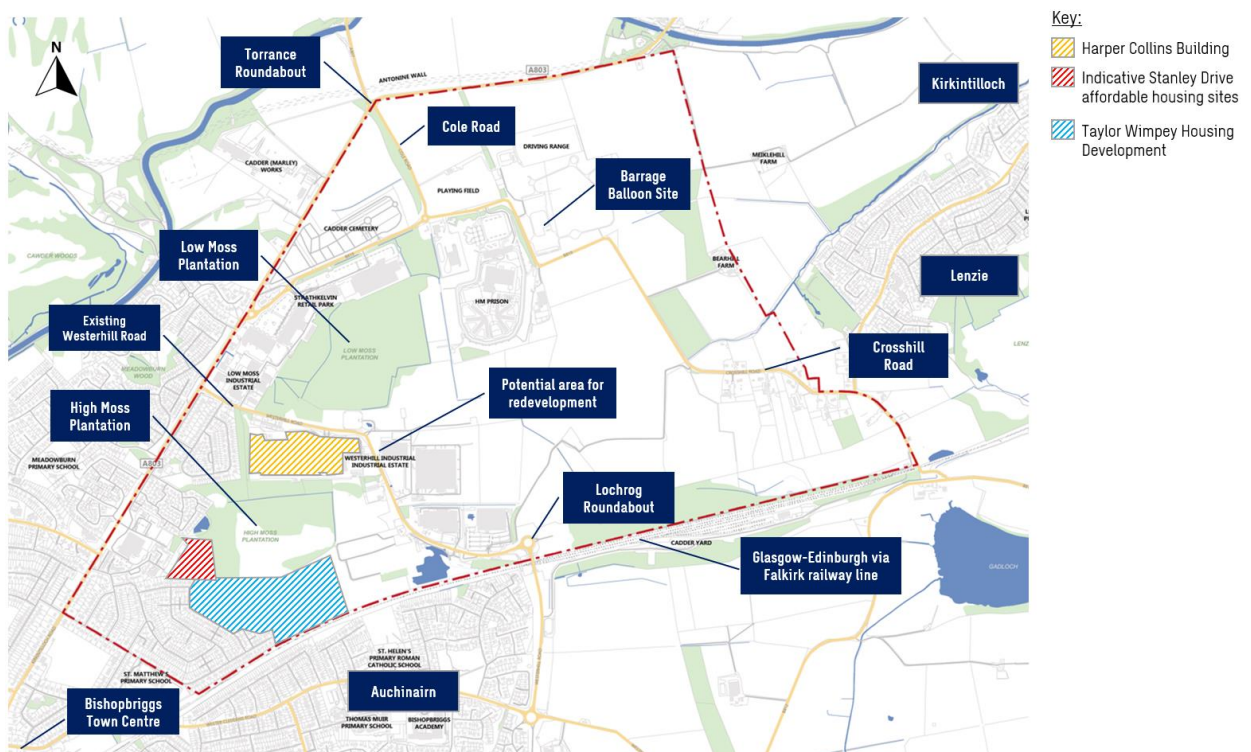 Key:
Harper Collins Building
Indicative Stanley Drive
affordable housing sites
Taylor Wimpey Housing
Development
N
Torrance
Roundabout
ANTONINE WALL
A803
Kirkintilloch
Cole Road
CADDER (MARLEY)
WORKS
DRIVING RANGE
MEIKLEHILL
FARM
PLAYING FIELD
Barrage
Balloon Site
CADDER CEMETERY
Low Moss
Plantation
CAWDER WOODS
BEARHILL
FARM
Lenzie
STRATHKELVIN
RETAIL PARK
HM PRISON
Existing
Westerhill Road
LOW MOSS
PLANTATION
Crosshill
Road
CROSSHILL ROAD
MEADOWBURN
WOOD
LOW MOSS
INDUSTRIAL
ESTATE
Potential area for
redevelopment
High Moss
Plantation
WESTERHILL ROAD
MEADOWBURN
PRIMARY SCHOOL
A803
WESTERHILL INDUSTRIAL
INDUSTRIAL ESTATE
Lochrog
Roundabout
HIGH MOSS
PLANTATION
CADDER YARD
Glasgow-Edinburgh via
Falkirk railway line
GADLOCH
ST. HELEN'S
PRIMARY ROMAN
CATHOLIC SCHOOL
ST. MATTHEW'S
PRIMARY SCHOOL
Auchinairn
Bishopbriggs
Town Centre
THOMAS MUIR
PRIMARY SCHOOL
BISHOPBRIGGS
ACADEMY